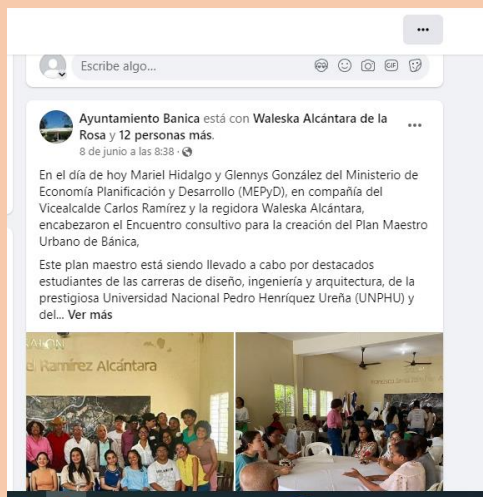 Escribe algo...
GIF
Ayuntamiento Banica está con Waleska Alcántara de la
Rosa y 12 personas más.
8 de junio a las 8:38 ·
En el día de hoy Mariel Hidalgo y Glennys González del Ministerio de
Economía Planificación y Desarrollo (MEPyD), en compañía del
Vicealcalde Carlos Ramírez y la regidora Waleska Alcántara,
encabezaron el Encuentro consultivo para la creación del Plan Maestro
Urbano de Bánica,
Este plan maestro está siendo llevado a cabo por destacados
estudiantes de las carreras de diseño, ingeniería y arquitectura, de la
prestigiosa Universidad Nacional Pedro Henríquez Ureña (UNPHU) y
del... Ver más
Ramírez Alcántara